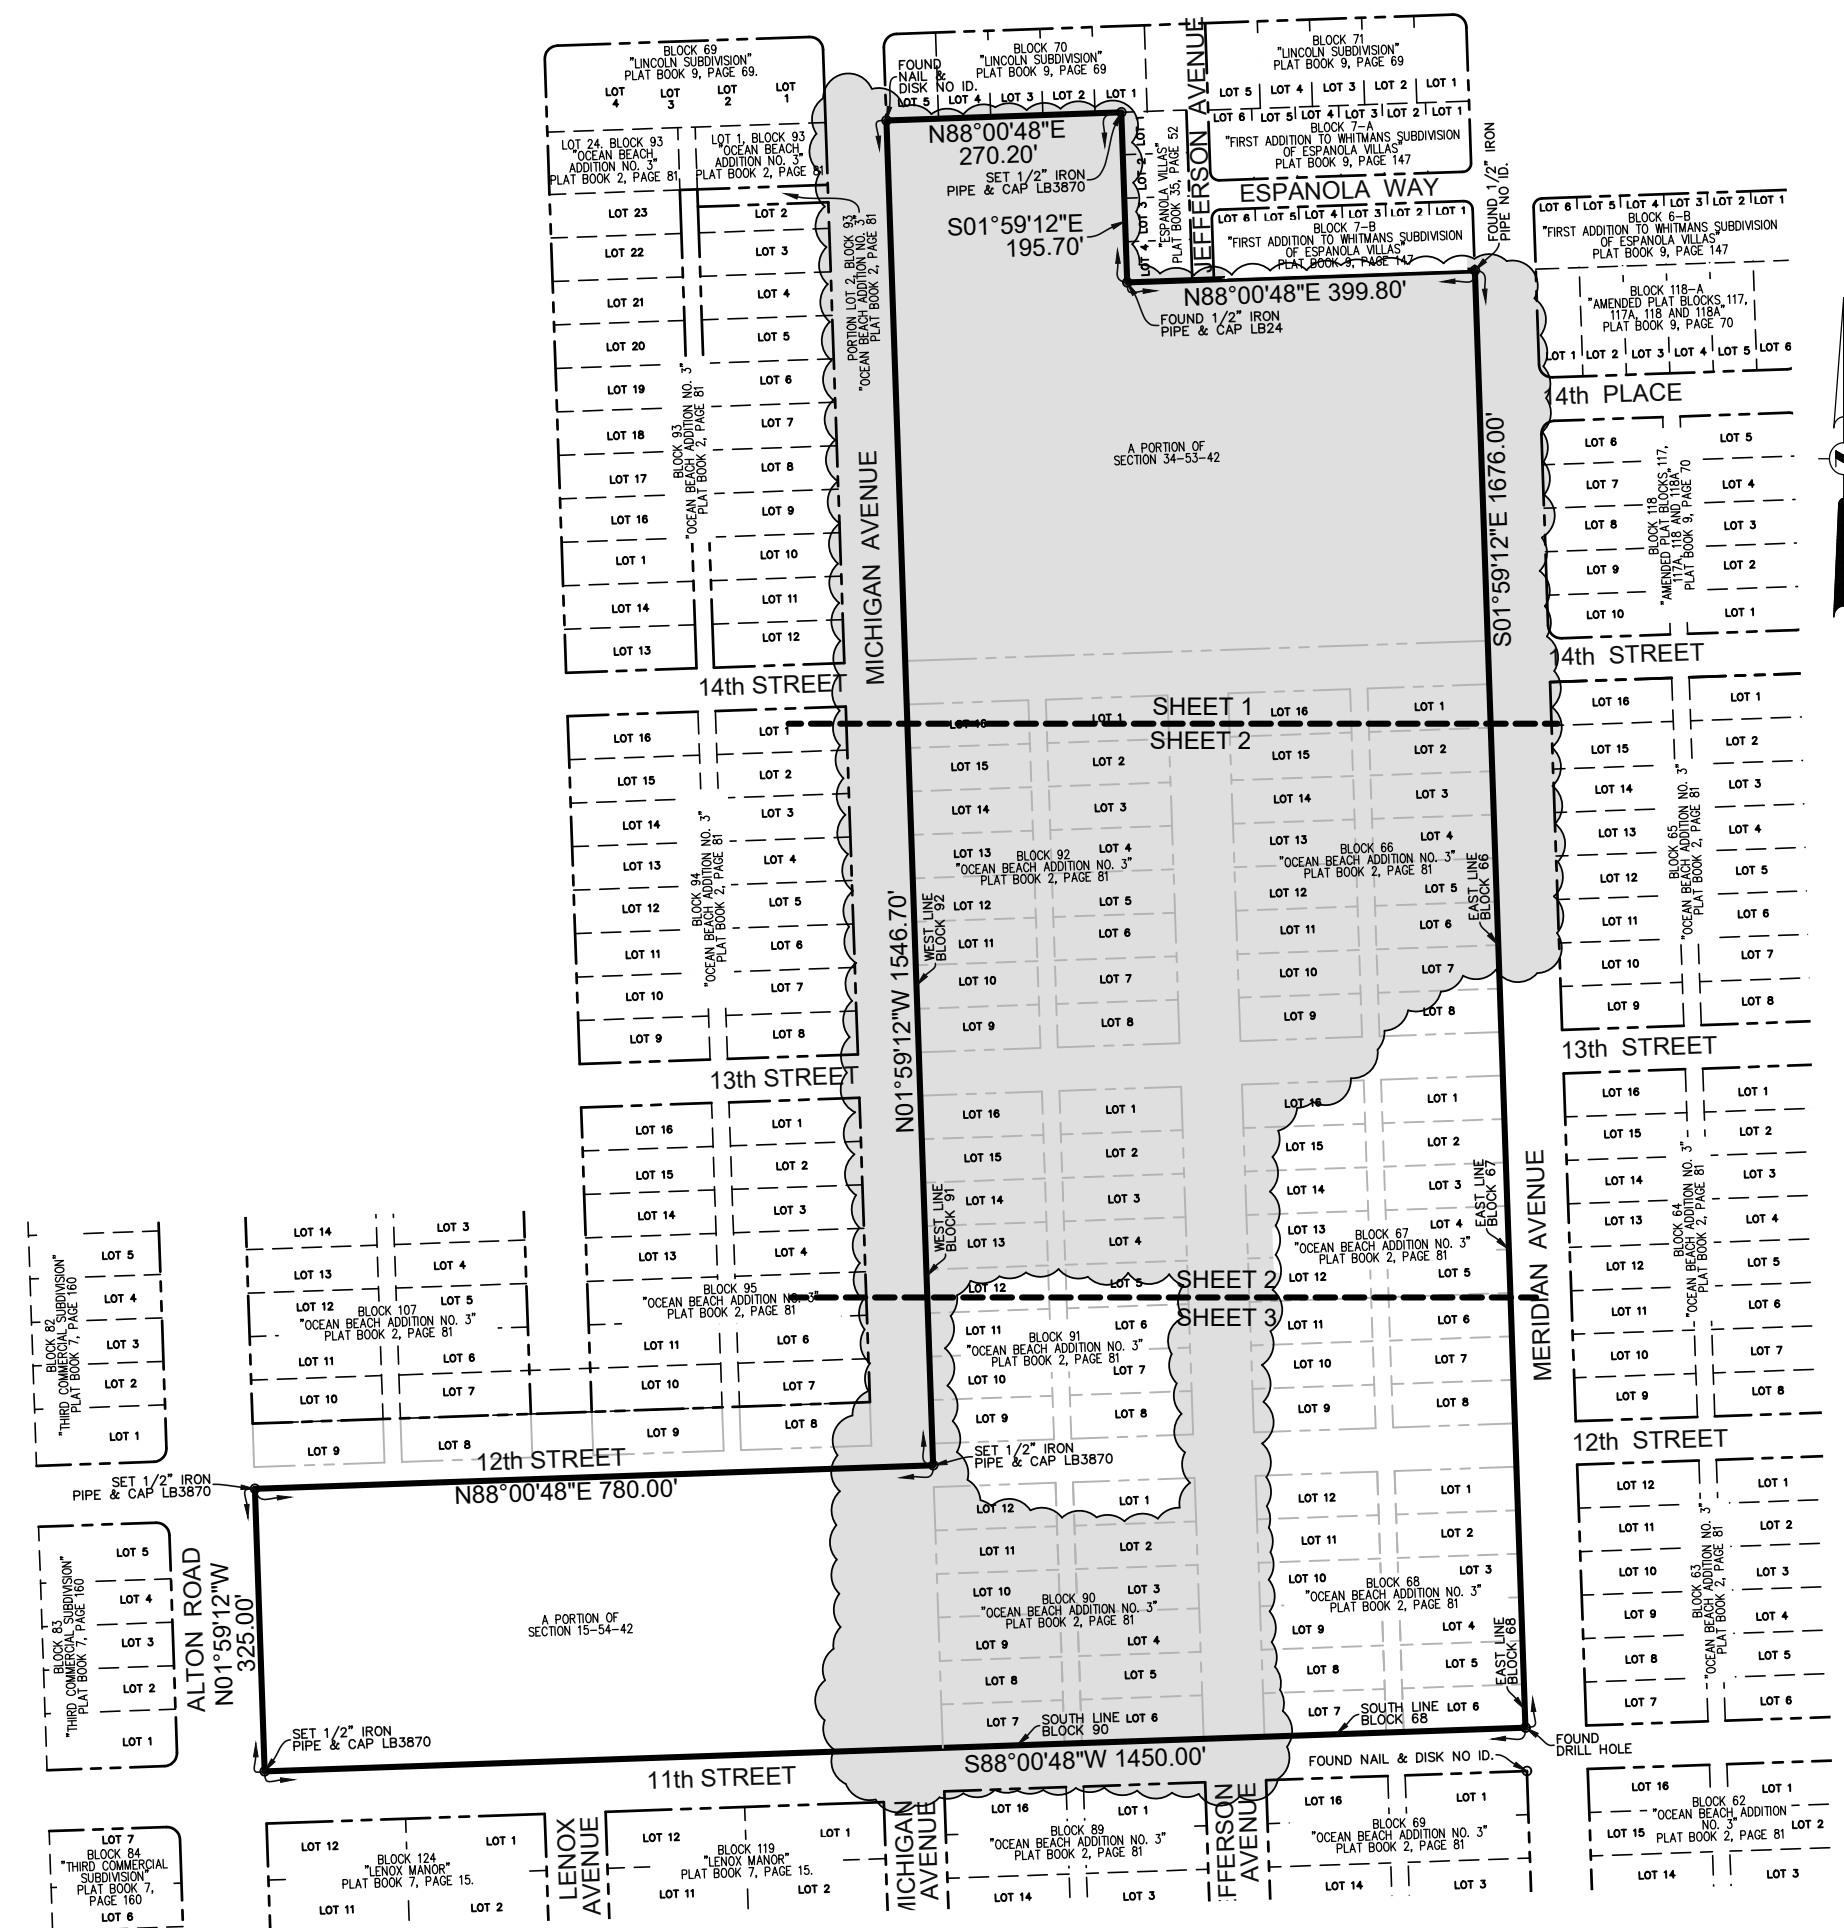 BLOCK 69
"LINCOLN SUBDIVISION"
PLAT BOOK 9, PAGE 69.
LOT 4
LOT 3
LOT 2
LOT 1
LOT 24. BLOCK 93
"OCEAN BEACH
ADDITION NO. 3"
PLAT BOOK 2, PAGE 81
LOT 1, BLOCK 93
"OCEAN BEACH
ADDITION NO. 3"
PLAT BOOK 2, PAGE 81
FOUND
NAIL &
DISK NO ID.
BLOCK 70
"LINCOLN SUBDIVISION"
PLAT BOOK 9, PAGE 69
LOT 5
LOT 4
LOT 3
LOT 2
LOT 1
N88°00'48"E
270.20'
SET 1/2" IRON
PIPE & CAP LB3870
S01°59'12"E
195.70'
LOT 1
LOT 2
LOT 3
LOT 4
"ESPANOLA VILLAS"
PLAT BOOK 35, PAGE 52
JEFFERSON AVENUE
BLOCK 71
"LINCOLN SUBDIVISION"
PLAT BOOK 9, PAGE 69
LOT 5
LOT 4
LOT 3
LOT 2
LOT 1
LOT 6
LOT 5
LOT 4
LOT 3
LOT 2
LOT 1
BLOCK 7-A
"FIRST ADDITION TO WHITMANS SUBDIVISION
OF ESPANOLA VILLAS"
PLAT BOOK 9, PAGE 147
ESPANOLA WAY
LOT 6
LOT 5
LOT 4
LOT 3
LOT 2
LOT 1
BLOCK 7-B
"FIRST ADDITION TO WHITMANS SUBDIVISION
OF ESPANOLA VILLAS"
PLAT BOOK 9, PAGE 147
FOUND 1/2" IRON
PIPE NO ID.
N88°00'48"E 399.80'
FOUND 1/2" IRON
PIPE & CAP LB24
LOT 6
LOT 5
LOT 4
LOT 3
LOT 2
LOT 1
BLOCK 6-B
"FIRST ADDITION TO WHITMANS SUBDIVISION
OF ESPANOLA VILLAS"
PLAT BOOK 9, PAGE 147
BLOCK 118-A
"AMENDED PLAT BLOCKS 117,
117A, 118 AND 118A"
PLAT BOOK 9, PAGE 70
LOT 1
LOT 2
LOT 3
LOT 4
LOT 5
LOT 6
14th PLACE
LOT 23
LOT 22
LOT 21
LOT 20
LOT 19
LOT 18
LOT 17
LOT 16
LOT 1
LOT 14
LOT 13
BLOCK 93
"OCEAN BEACH ADDITION NO. 3"
PLAT BOOK 2, PAGE 81
LOT 2
LOT 3
LOT 4
LOT 5
LOT 6
LOT 7
LOT 8
LOT 9
LOT 10
LOT 11
LOT 12
PORTION LOT 2, BLOCK 93
"OCEAN BEACH ADDITION NO. 3"
PLAT BOOK 2, PAGE 81
MICHIGAN AVENUE
A PORTION OF
SECTION 34-53-42
S01°59'12"E 1676.00'
LOT 6
LOT 7
LOT 8
LOT 9
LOT 10
BLOCK 118
"AMENDED PLAT BLOCKS 117,
117A, 118 AND 118A"
PLAT BOOK 9, PAGE 70
LOT 5
LOT 4
LOT 3
LOT 2
LOT 1
14th STREET
14th STREET
SHEET 1
SHEET 2
LOT 16
LOT 15
LOT 14
LOT 13
LOT 12
LOT 11
LOT 10
LOT 9
BLOCK 94
"OCEAN BEACH ADDITION NO. 3"
PLAT BOOK 2, PAGE 81
LOT 1
LOT 2
LOT 3
LOT 4
LOT 5
LOT 6
LOT 7
LOT 8
N01°59'12"W 1546.70'
WEST LINE
BLOCK 92
LOT 16
LOT 15
LOT 14
LOT 13
LOT 12
LOT 11
LOT 10
LOT 9
BLOCK 92
"OCEAN BEACH ADDITION NO. 3"
PLAT BOOK 2, PAGE 81
LOT 1
LOT 2
LOT 3
LOT 4
LOT 5
LOT 6
LOT 7
LOT 8
LOT 16
LOT 15
LOT 14
LOT 13
LOT 12
LOT 11
LOT 10
LOT 9
BLOCK 66
"OCEAN BEACH ADDITION NO. 3"
PLAT BOOK 2, PAGE 81
LOT 1
LOT 2
LOT 3
LOT 4
LOT 5
LOT 6
LOT 7
LOT 8
EAST LINE
BLOCK 66
LOT 16
LOT 15
LOT 14
LOT 13
LOT 12
LOT 11
LOT 10
LOT 9
BLOCK 65
"OCEAN BEACH ADDITION NO. 3"
PLAT BOOK 2, PAGE 81
LOT 1
LOT 2
LOT 3
LOT 4
LOT 5
LOT 6
LOT 7
LOT 8
13th STREET
13th STREET
LOT 5
LOT 4
LOT 3
LOT 2
LOT 1
BLOCK 82
"THIRD COMMERCIAL SUBDIVISION"
PLAT BOOK 7, PAGE 160
LOT 14
LOT 13
LOT 12
LOT 11
LOT 10
LOT 9
BLOCK 107
"OCEAN BEACH ADDITION NO. 3"
PLAT BOOK 2, PAGE 81
LOT 3
LOT 4
LOT 5
LOT 6
LOT 7
LOT 8
LOT 16
LOT 15
LOT 14
LOT 13
BLOCK 95
"OCEAN BEACH ADDITION NO. 3"
PLAT BOOK 2, PAGE 81
LOT 11
LOT 10
LOT 9
LOT 1
LOT 2
LOT 3
LOT 4
LOT 6
LOT 7
LOT 8
WEST LINE
BLOCK 91
LOT 16
LOT 15
LOT 14
LOT 13
LOT 12
LOT 11
LOT 10
LOT 9
BLOCK 91
"OCEAN BEACH ADDITION NO. 3"
PLAT BOOK 2, PAGE 81
LOT 1
LOT 2
LOT 3
LOT 4
LOT 5
LOT 6
LOT 7
LOT 8
SHEET 2
SHEET 3
LOT 16
LOT 15
LOT 14
LOT 13
LOT 12
LOT 11
LOT 10
LOT 9
BLOCK 67
"OCEAN BEACH ADDITION NO. 3"
PLAT BOOK 2, PAGE 81
LOT 1
LOT 2
LOT 3
LOT 4
LOT 5
LOT 6
LOT 7
LOT 8
EAST LINE
BLOCK 67
MERIDIAN AVENUE
LOT 16
LOT 15
LOT 14
LOT 13
LOT 12
LOT 11
LOT 10
LOT 9
BLOCK 64
"OCEAN BEACH ADDITION NO. 3"
PLAT BOOK 2, PAGE 81
LOT 1
LOT 2
LOT 3
LOT 4
LOT 5
LOT 6
LOT 7
LOT 8
12th STREET
12th STREET
N88°00'48"E 780.00'
SET 1/2" IRON
PIPE & CAP LB3870
SET 1/2" IRON
PIPE & CAP LB3870
LOT 5
LOT 4
LOT 3
LOT 2
LOT 1
BLOCK 83
"THIRD COMMERCIAL SUBDIVISION"
PLAT BOOK 7, PAGE 160
ALTON ROAD
N01°59'12"W
325.00'
A PORTION OF
SECTION 15-54-42
SET 1/2" IRON
PIPE & CAP LB3870
LOT 12
LOT 11
LOT 10
LOT 9
LOT 8
LOT 7
BLOCK 90
"OCEAN BEACH ADDITION NO. 3"
PLAT BOOK 2, PAGE 81
LOT 1
LOT 2
LOT 3
LOT 4
LOT 5
LOT 6
SOUTH LINE
BLOCK 90
LOT 12
LOT 11
LOT 10
LOT 9
LOT 8
LOT 7
BLOCK 68
"OCEAN BEACH ADDITION NO. 3"
PLAT BOOK 2, PAGE 81
LOT 1
LOT 2
LOT 3
LOT 4
LOT 5
LOT 6
SOUTH LINE
BLOCK 68
EAST LINE
BLOCK 68
LOT 12
LOT 11
LOT 10
LOT 9
LOT 8
LOT 7
BLOCK 63
"OCEAN BEACH ADDITION NO. 3"
PLAT BOOK 2, PAGE 81
LOT 1
LOT 2
LOT 3
LOT 4
LOT 5
LOT 6
S88°00'48"W 1450.00'
FOUND
DRILL HOLE
FOUND NAIL & DISK NO ID.
11th STREET
LOT 7
BLOCK 84
"THIRD COMMERCIAL
SUBDIVISION"
PLAT BOOK 7,
PAGE 160
LOT 6
LOT 12
LOT 1
BLOCK 124
"LENOX MANOR"
PLAT BOOK 7, PAGE 15.
LOT 11
LOT 2
LENOX
AVENUE
LOT 12
LOT 1
BLOCK 119
"LENOX MANOR"
PLAT BOOK 7, PAGE 15.
LOT 11
LOT 2
MICHIGAN
AVENUE
LOT 16
LOT 1
BLOCK 89
"OCEAN BEACH ADDITION NO. 3"
PLAT BOOK 2, PAGE 81
LOT 14
LOT 3
FFERSON
AVENUE
LOT 16
LOT 1
BLOCK 69
"OCEAN BEACH ADDITION NO. 3"
PLAT BOOK 2, PAGE 81
LOT 14
LOT 3
LOT 16
LOT 1
BLOCK 62
"OCEAN BEACH ADDITION
NO. 3"
PLAT BOOK 2, PAGE 81
LOT 15
LOT 2
LOT 14
LOT 3